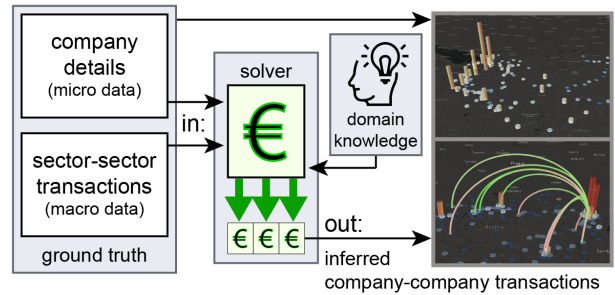 company
details
(micro data)
sector-sector
transactions
(macro data)
ground truth
in:
solver
€
€ € €
domain
knowledge
out:
inferred
company-company transactions